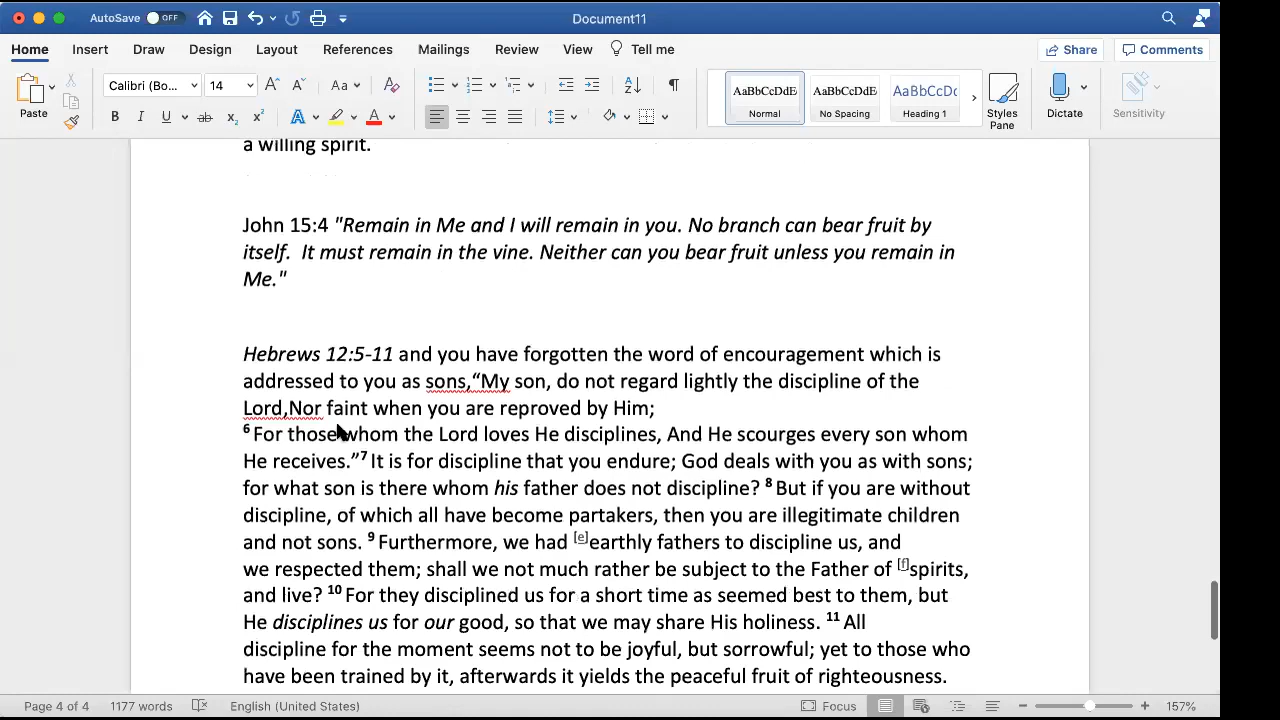 AutoSave OFF Document11
Home Insert Draw Design Layout References Mailings Review View Tell me Share Comments
Paste Calibri (Bo... 14 A^ A˅ Aa AaBbCcDdE AaBbCcDdE AaBbCcDc Styles Pane Dictate Sensitivity
B I U ab x₂ x² A A Normal No Spacing Heading 1
a willing spirit.
John 15:4 "Remain in Me and I will remain in you. No branch can bear fruit by
itself.  It must remain in the vine. Neither can you bear fruit unless you remain in
Me."
Hebrews 12:5-11 and you have forgotten the word of encouragement which is
addressed to you as sons,“My son, do not regard lightly the discipline of the
Lord,Nor faint when you are reproved by Him;
6 For those whom the Lord loves He disciplines, And He scourges every son whom
He receives.”7 It is for discipline that you endure; God deals with you as with sons;
for what son is there whom his father does not discipline? 8 But if you are without
discipline, of which all have become partakers, then you are illegitimate children
and not sons. 9 Furthermore, we had [e]earthly fathers to discipline us, and
we respected them; shall we not much rather be subject to the Father of [f]spirits,
and live? 10 For they disciplined us for a short time as seemed best to them, but
He disciplines us for our good, so that we may share His holiness. 11 All
discipline for the moment seems not to be joyful, but sorrowful; yet to those who
have been trained by it, afterwards it yields the peaceful fruit of righteousness.
Page 4 of 4 1177 words English (United States) Focus 157%